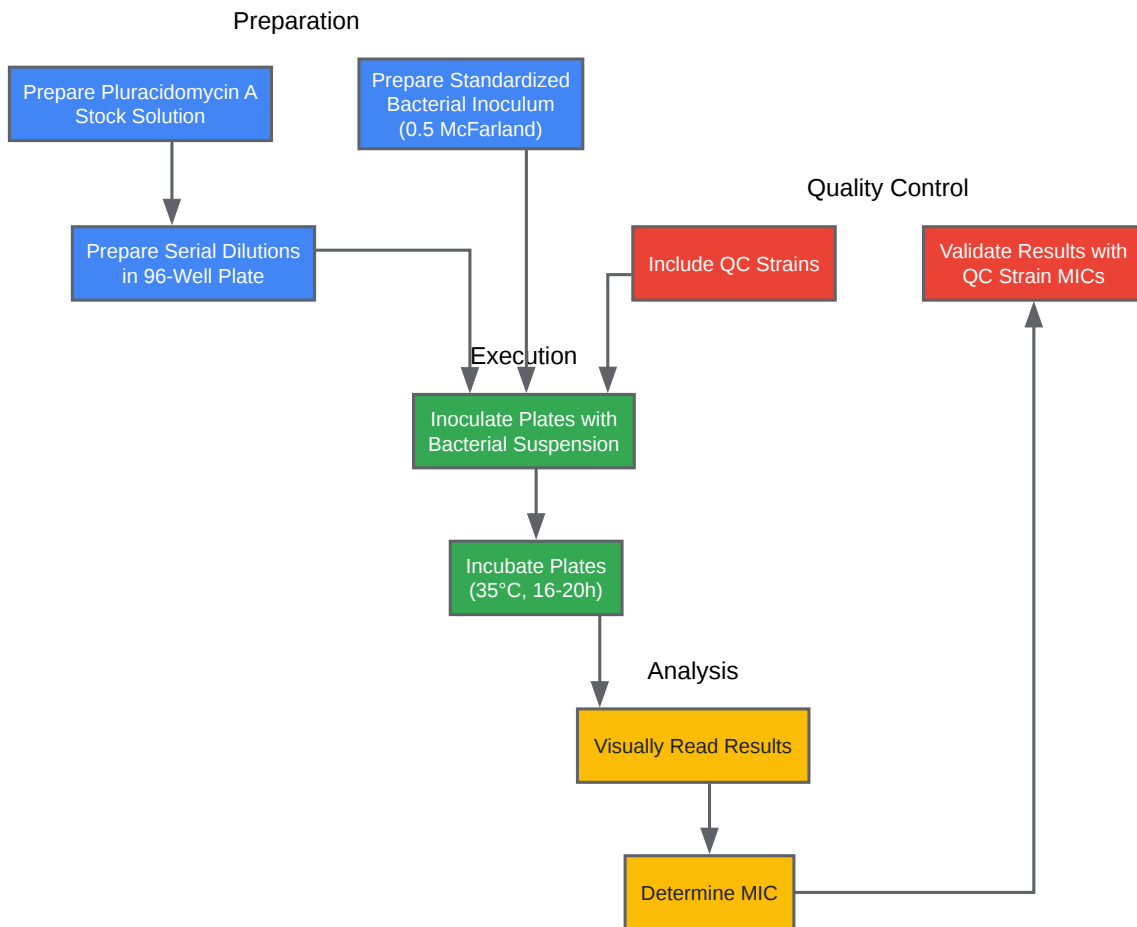 Preparation
Prepare Pluracidomycin A
Stock Solution
Prepare Standardized
Bacterial Inoculum
(0.5 McFarland)
Quality Control
Prepare Serial Dilutions
in 96-Well Plate
Include QC Strains
Validate Results with
QC Strain MICs
Execution
Inoculate Plates with
Bacterial Suspension
Incubate Plates
(35°C, 16-20h)
Analysis
Visually Read Results
Determine MIC